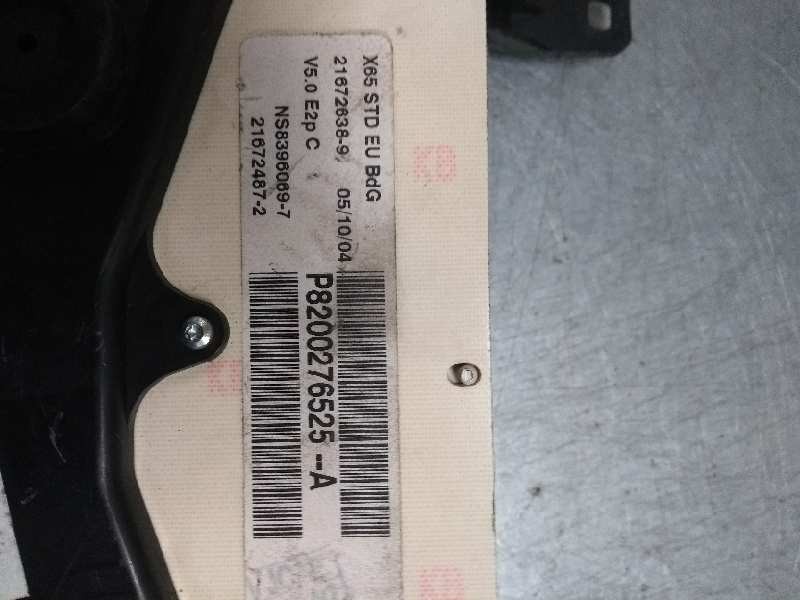 X65 STD EU BdG
21672638-9 05/10/04
V5.0 E2p C
NS8396069-7
21672487-2
P8200276525--A